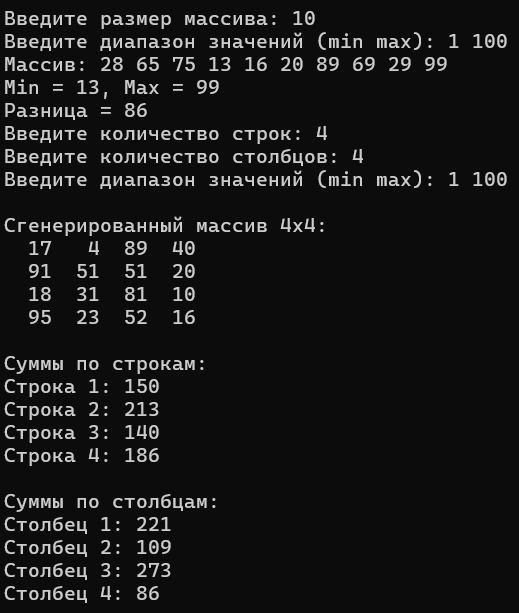 Введите размер массива: 10
Введите диапазон значений (min max): 1 100
Массив: 28 65 75 13 16 20 89 69 29 99
Min = 13, Max = 99
Разница = 86
Введите количество строк: 4
Введите количество столбцов: 4
Введите диапазон значений (min max): 1 100
Сгенерированный массив 4x4:
17 4 89 40
91 51 51 20
18 31 81 10
95 23 52 16
Суммы по строкам:
Строка 1: 150
Строка 2: 213
Строка 3: 140
Строка 4: 186
Суммы по столбцам:
Столбец 1: 221
Столбец 2: 109
Столбец 3: 273
Столбец 4: 86